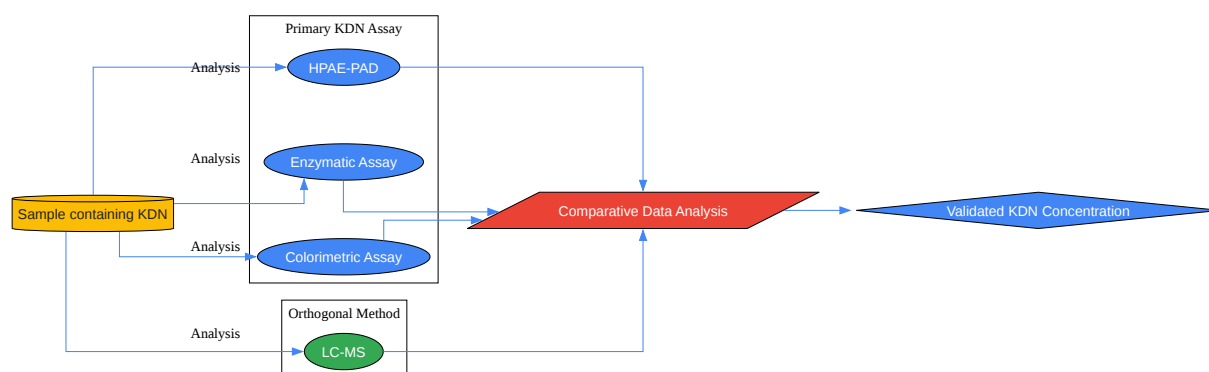 Primary KDN Assay
Analysis
HPAE-PAD
Analysis
Enzymatic Assay
Sample containing KDN
Comparative Data Analysis
Validated KDN Concentration
Analysis
Colorimetric Assay
Orthogonal Method
Analysis
LC-MS